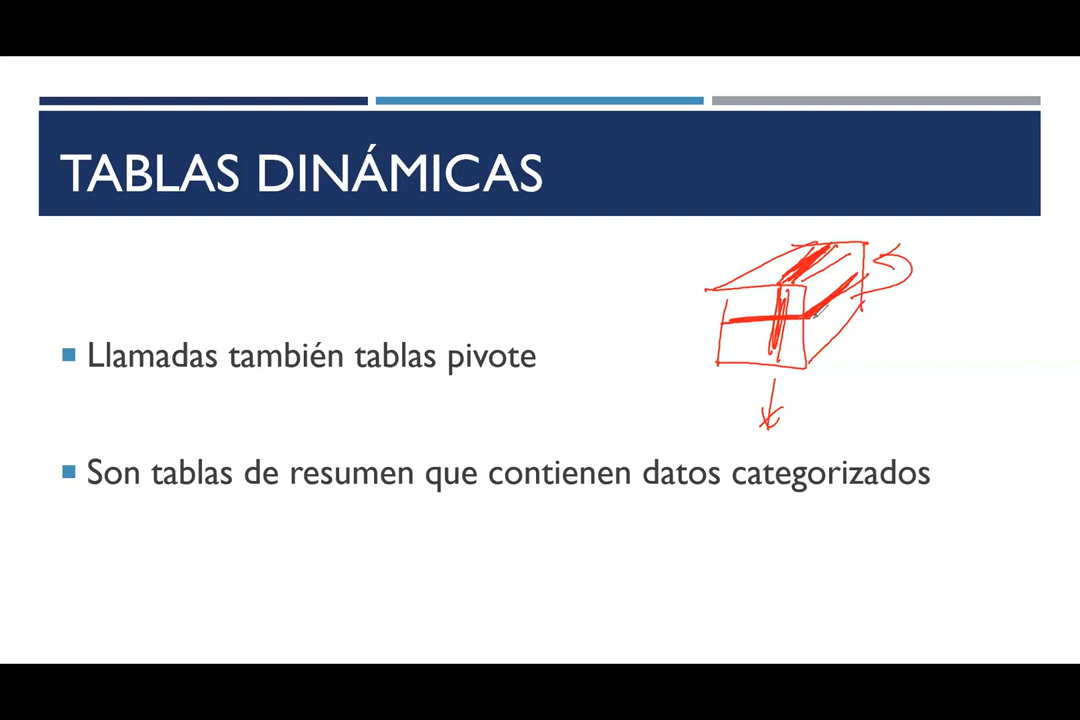 TABLAS DINÁMICAS
Llamadas también tablas pivote
Son tablas de resumen que contienen datos categorizados